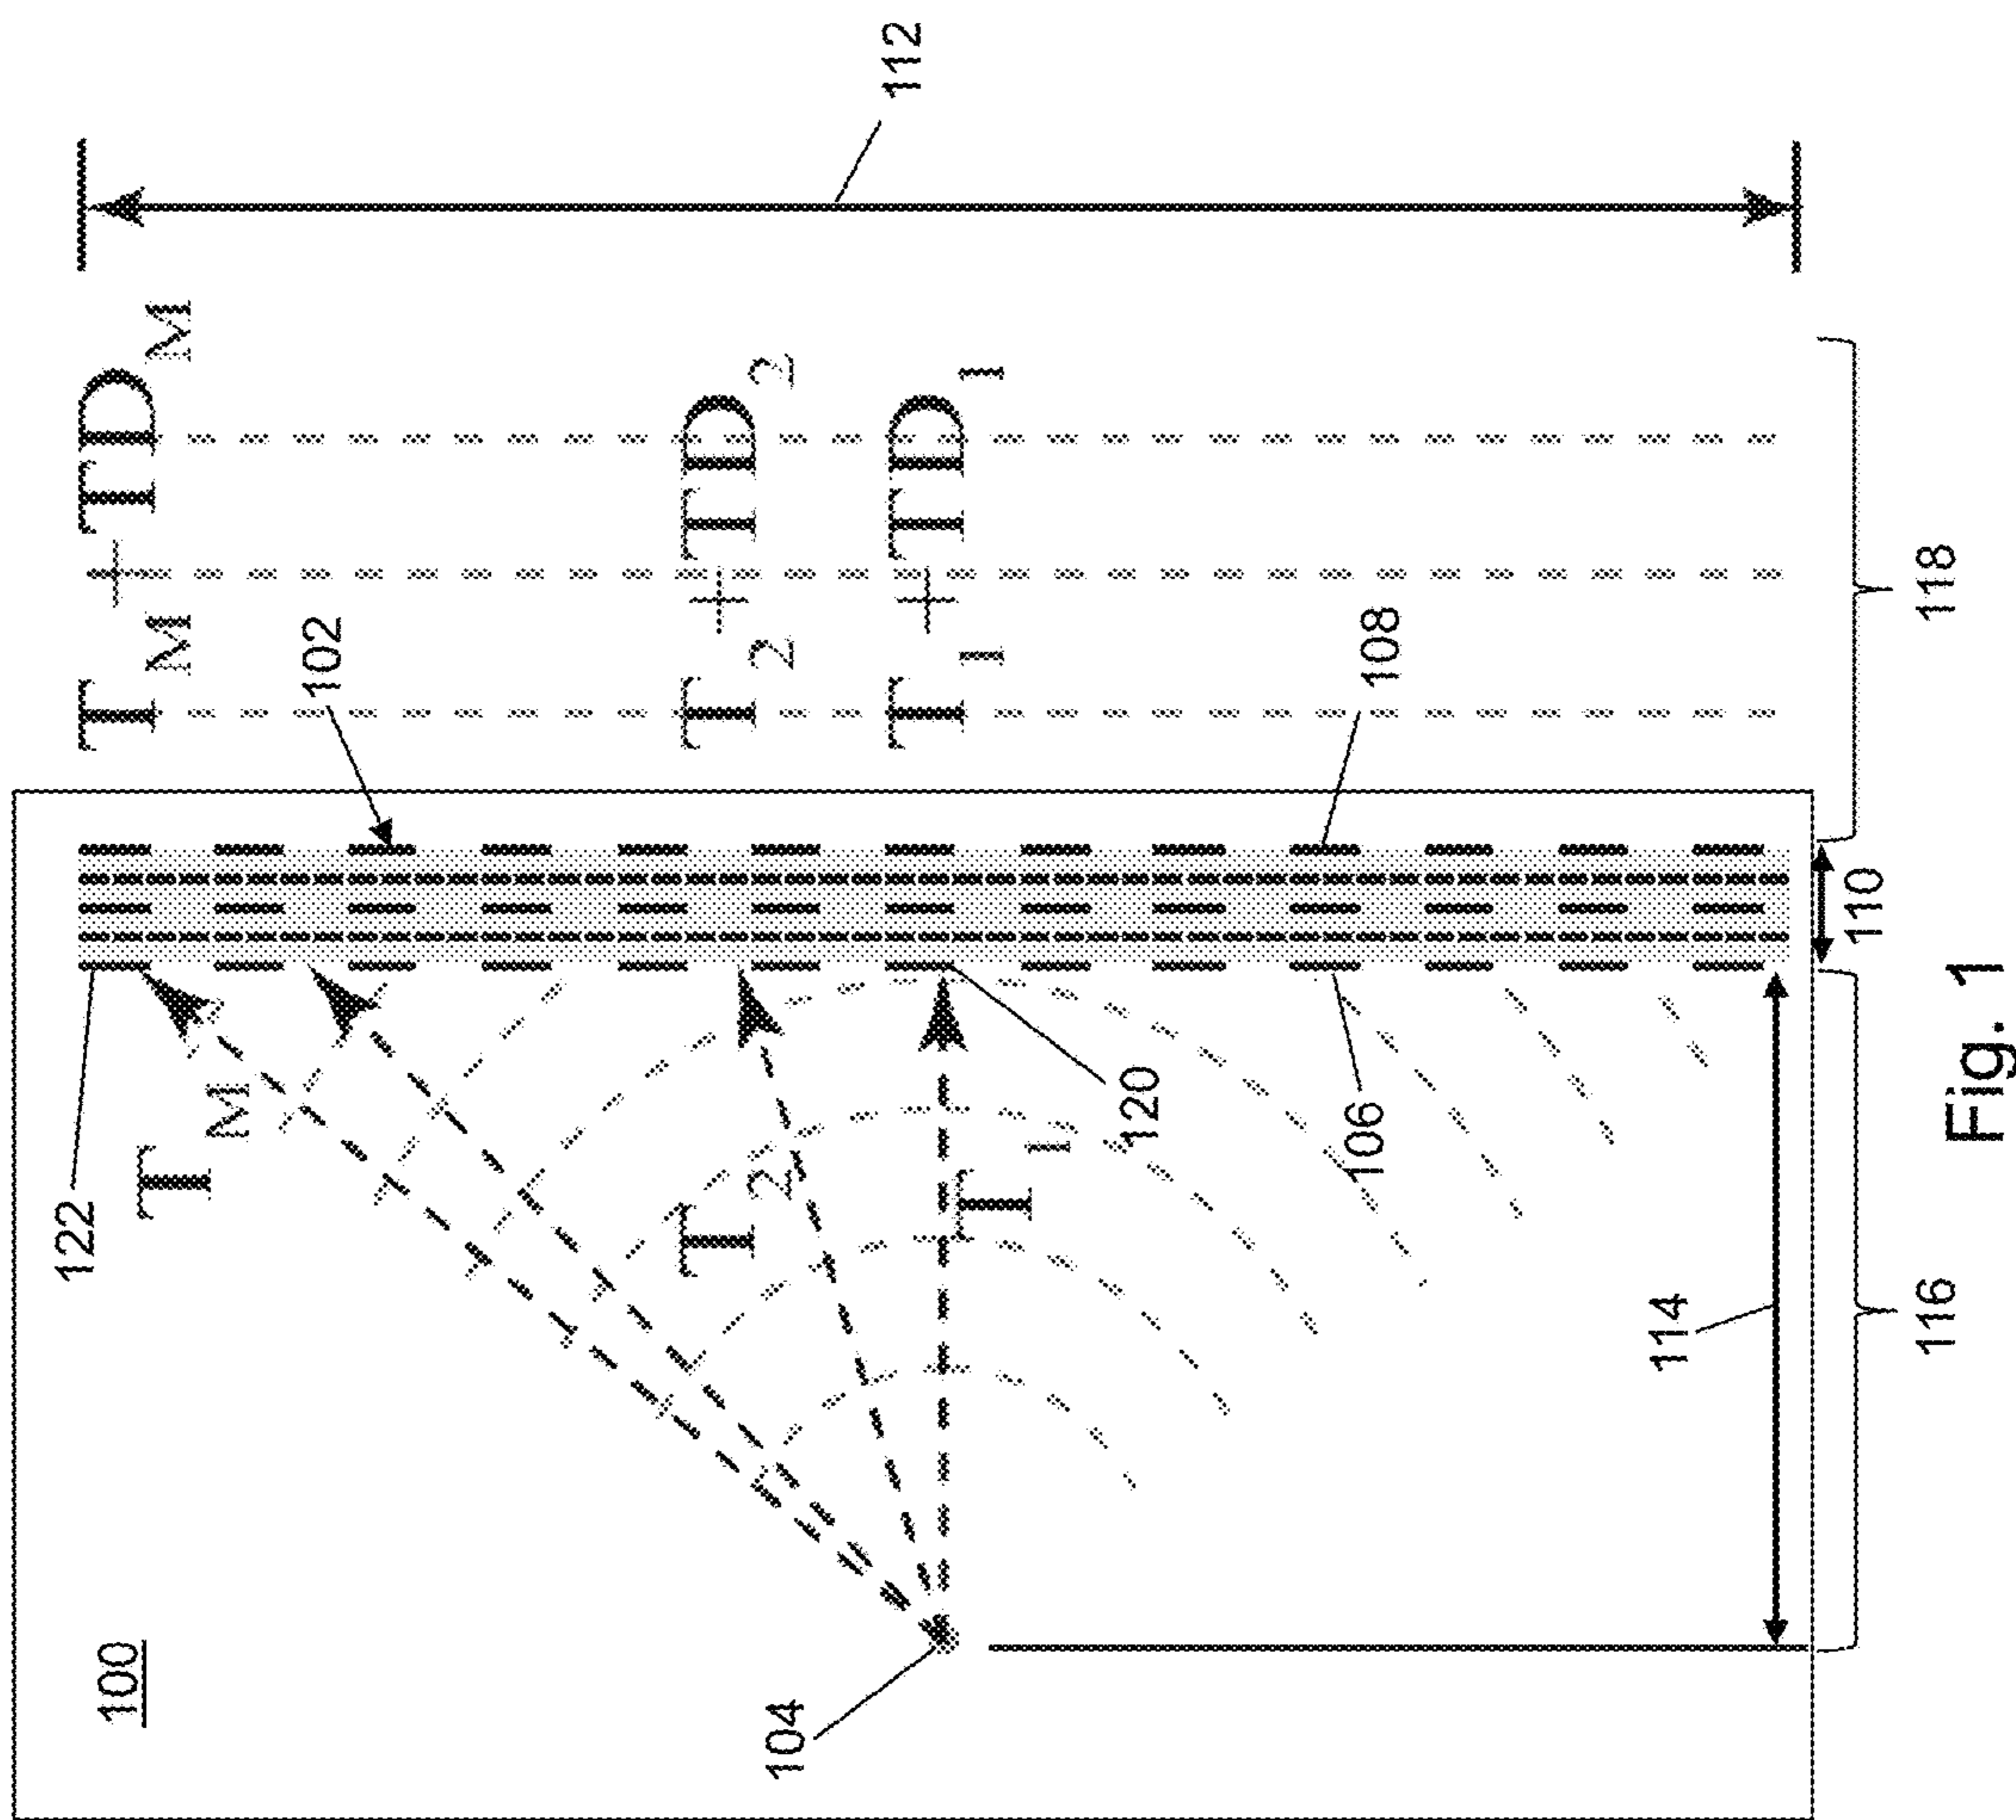 100
122
T_M
T_M + TD_M
102
112
T_2
T_2 + TD_2
T_1
T_1 + TD_1
104
120
106
108
114
110
116
118
Fig. 1